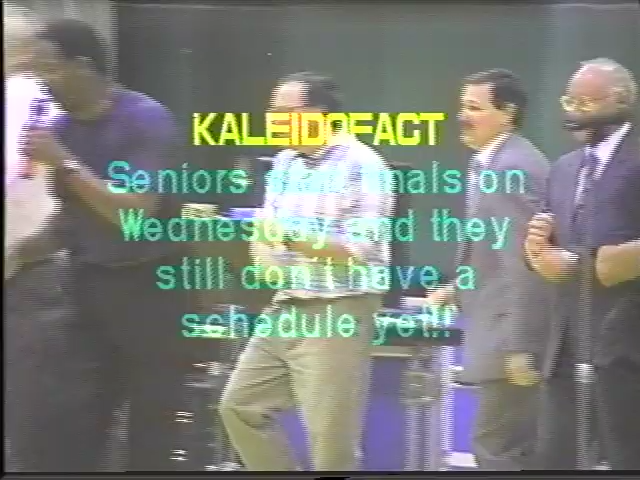 KALEIDOFACT
Seniors start finals on
Wednesday and they
still don't have a
schedule yet!!